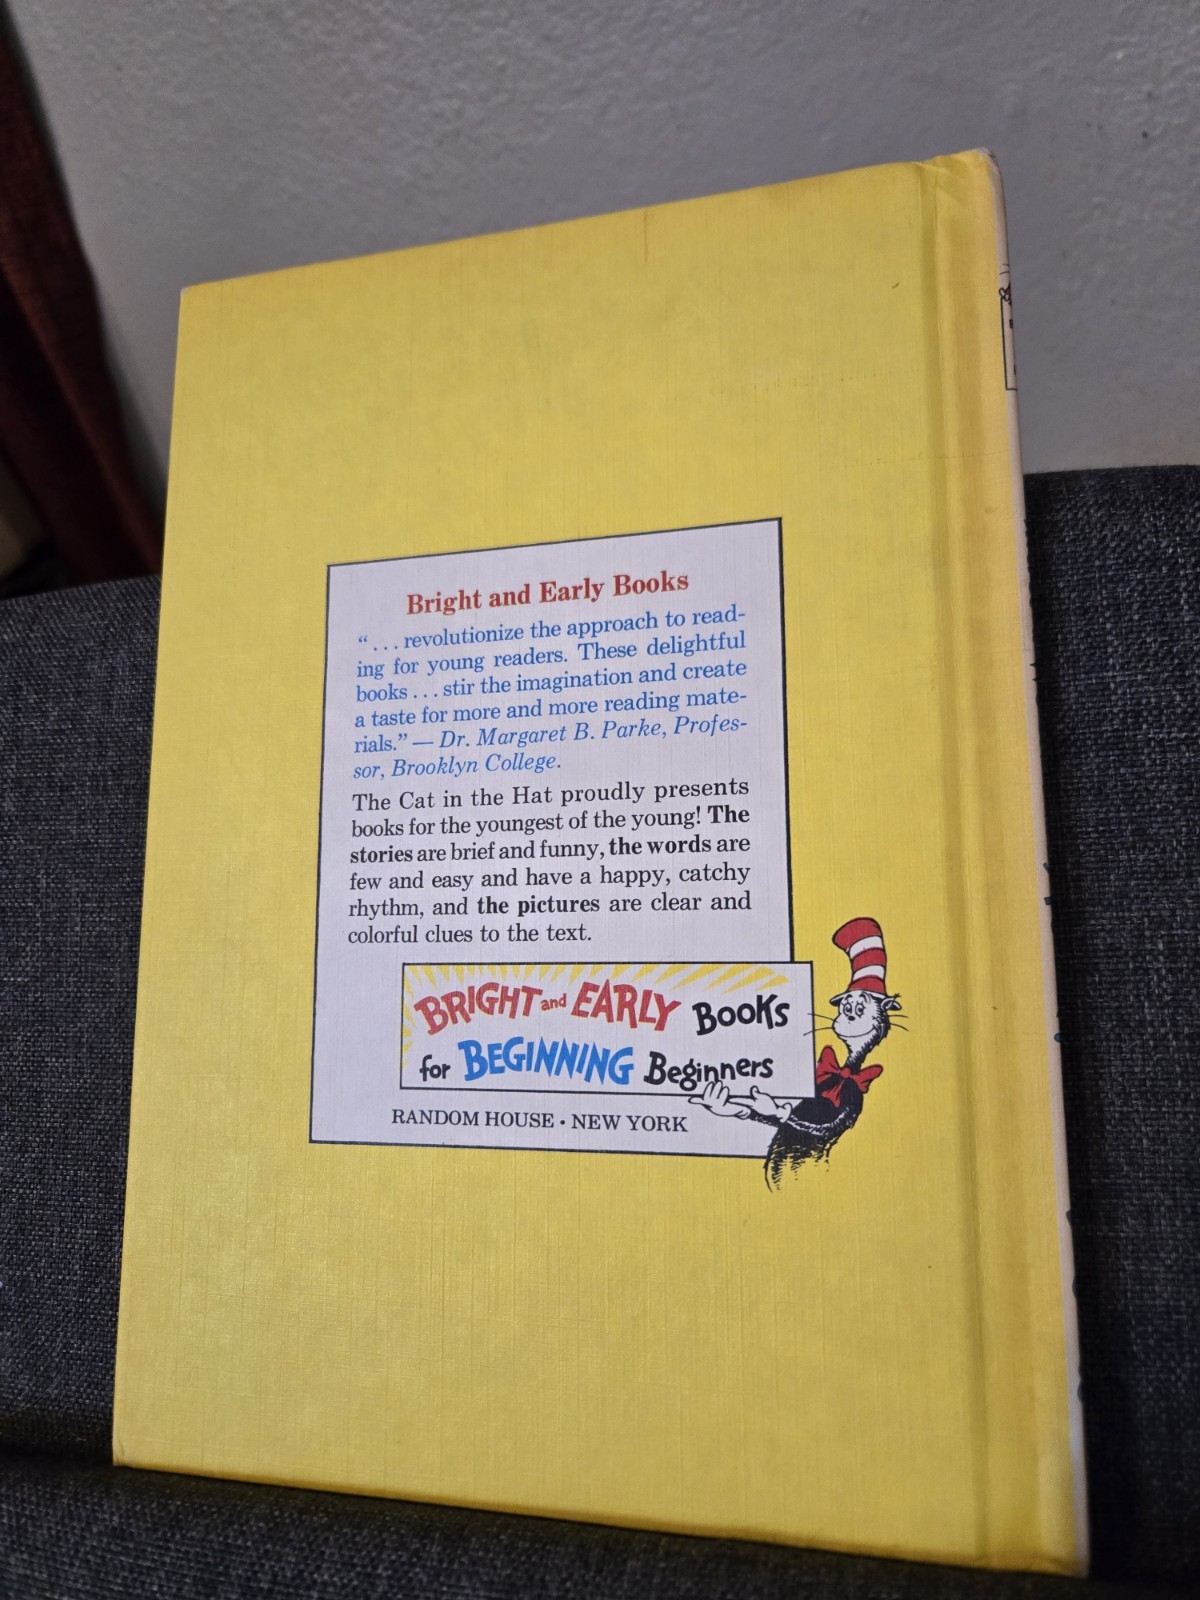 Bright and Early Books
“ . . . revolutionize the approach to read-
ing for young readers. These delightful
books . . . stir the imagination and create
a taste for more and more reading mate-
rials.” — Dr. Margaret B. Parke, Profes-
sor, Brooklyn College.
The Cat in the Hat proudly presents
books for the youngest of the young! The
stories are brief and funny, the words are
few and easy and have a happy, catchy
rhythm, and the pictures are clear and
colorful clues to the text.
BRIGHT and EARLY Books
for BEGINNING Beginners
RANDOM HOUSE • NEW YORK